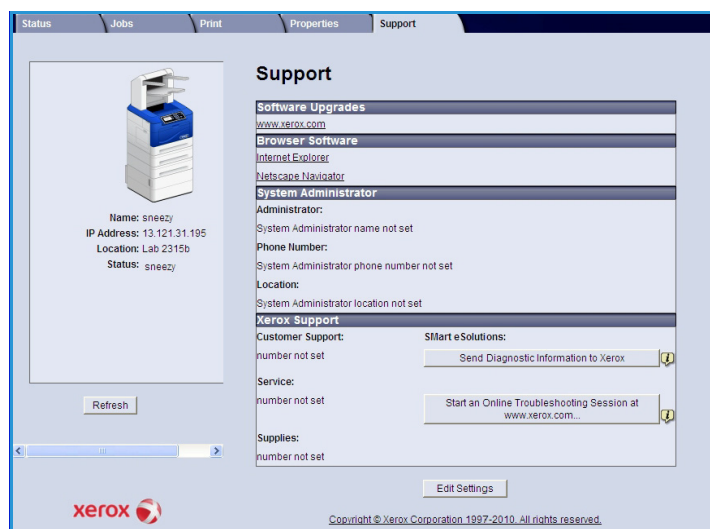 Status Jobs Print Properties Support
Name: sneezy
IP Address: 13.121.31.195
Location: Lab 2315b
Status: sneezy
Refresh
Support
Software Upgrades
www.xerox.com
Browser Software
Internet Explorer
Netscape Navigator
System Administrator
Administrator:
System Administrator name not set
Phone Number:
System Administrator phone number not set
Location:
System Administrator location not set
Xerox Support
Customer Support: SMart eSolutions:
number not set Send Diagnostic Information to Xerox
Service:
number not set Start an Online Troubleshooting Session at
www.xerox.com...
Supplies:
number not set
Edit Settings
xerox
Copyright © Xerox Corporation 1997-2010. All rights reserved.